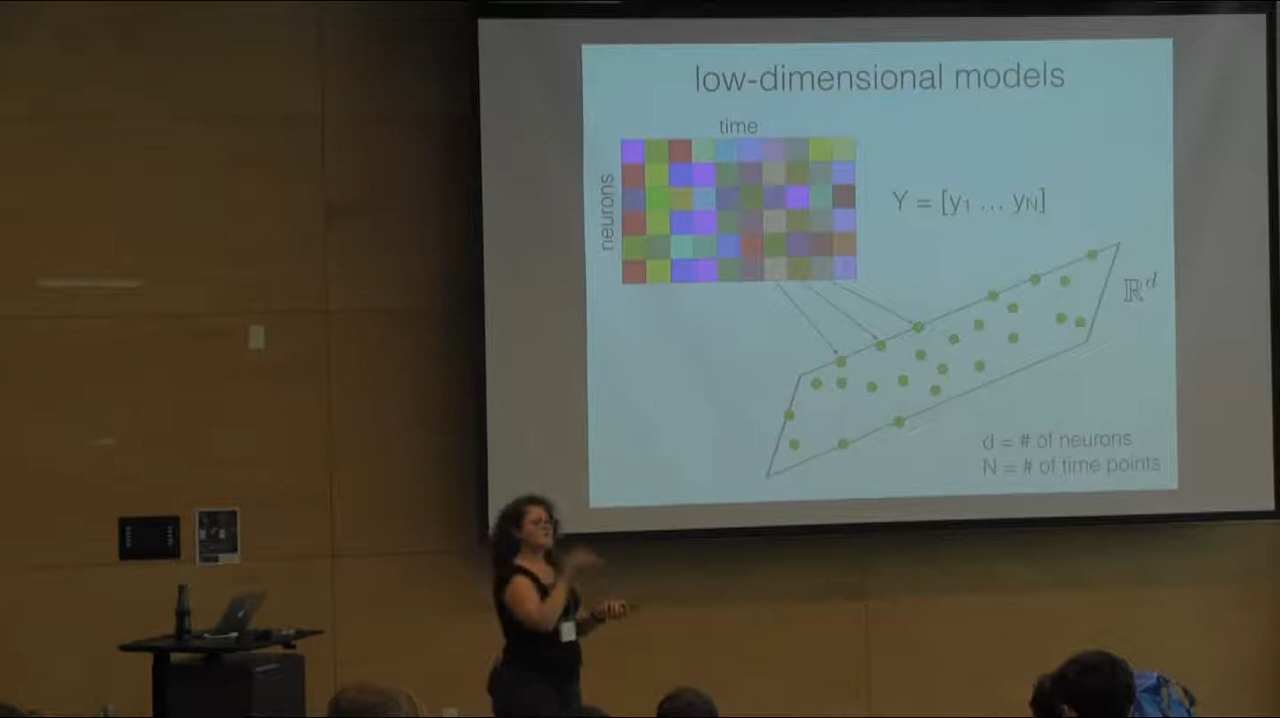 low-dimensional models
time
neurons
Y = [y₁ … yN]
ℝᵈ
d = # of neurons
N = # of time points